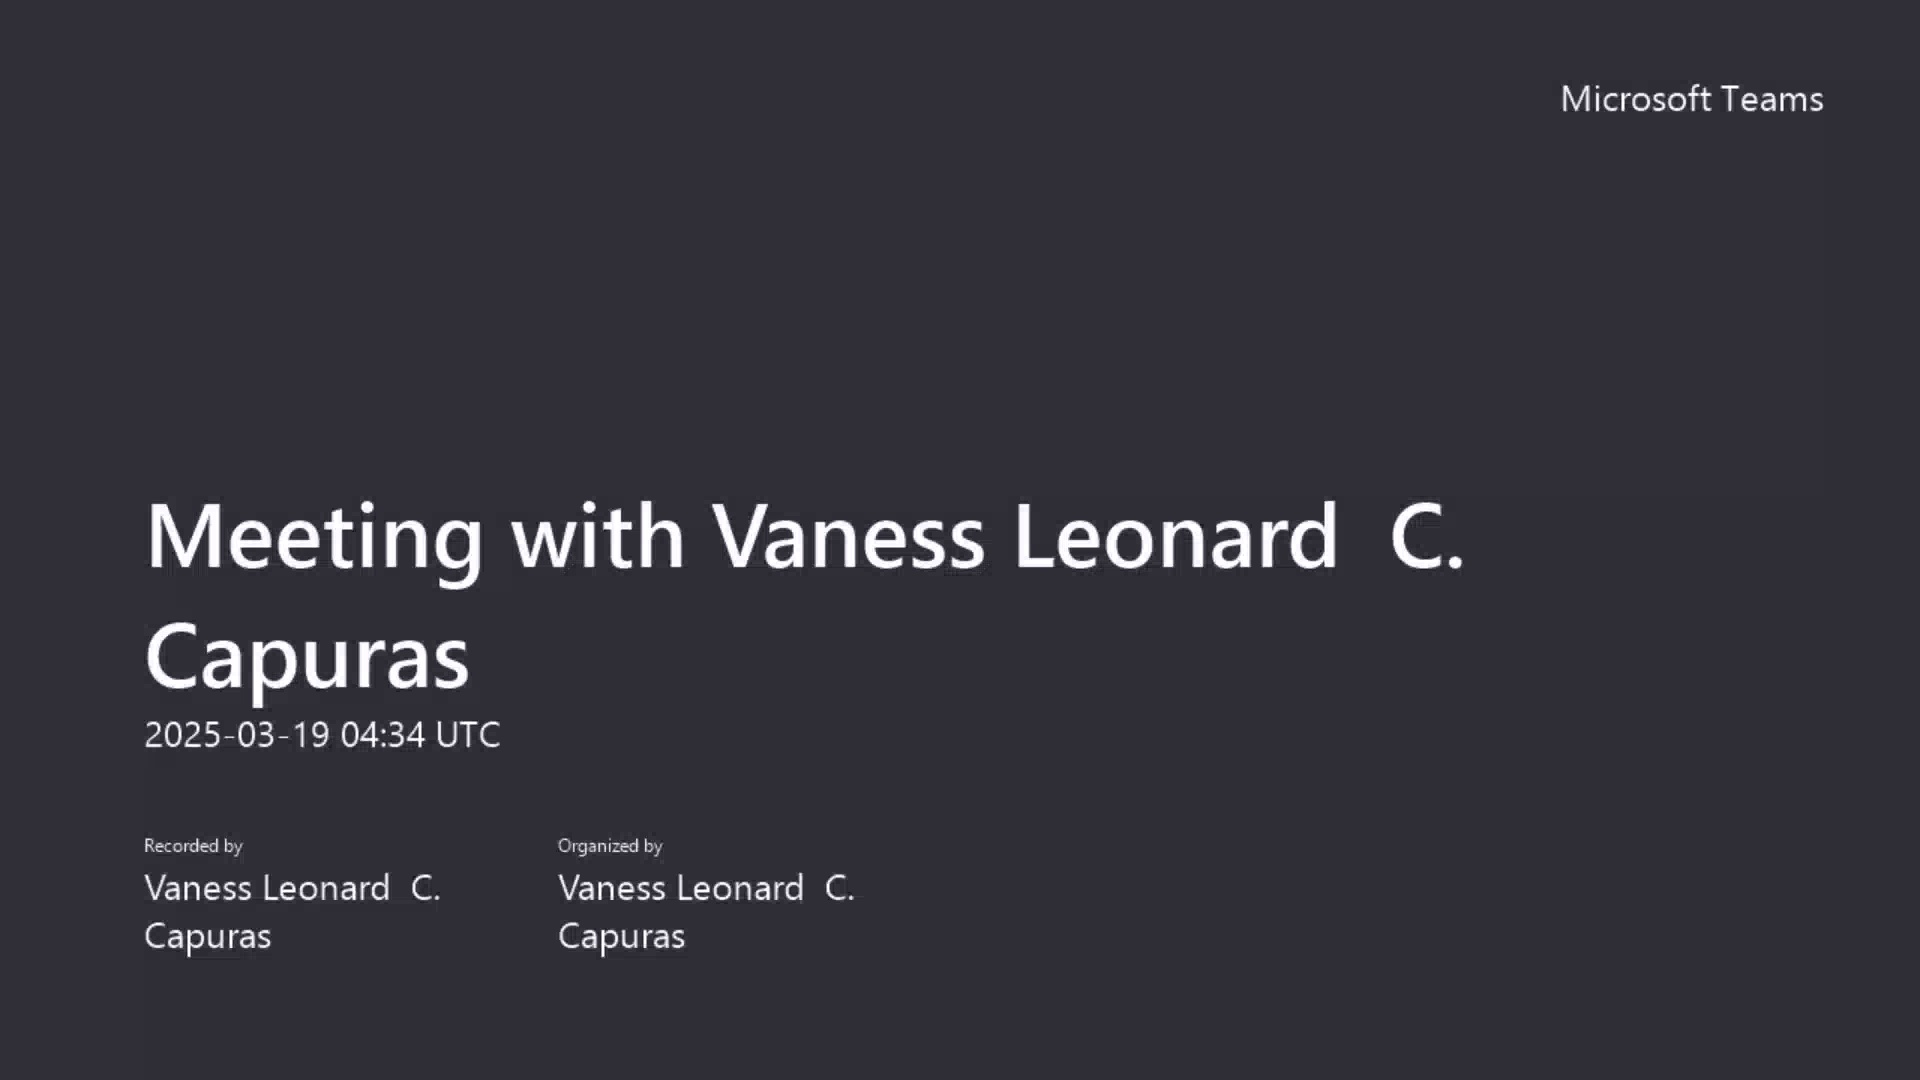 Microsoft Teams
Meeting with Vaness Leonard  C.
Capuras
2025-03-19 04:34 UTC
Recorded by
Vaness Leonard  C.
Capuras
Organized by
Vaness Leonard  C.
Capuras